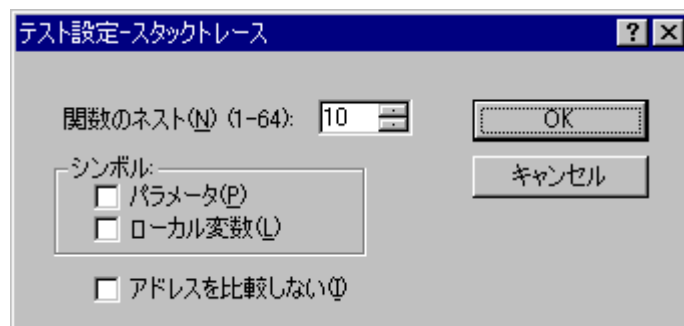 テスト設定-スタックトレース
関数のネスト(N) (1-64): 10
OK
シンボル:
キャンセル
パラメータ(P)
ローカル変数(L)
アドレスを比較しない(I)